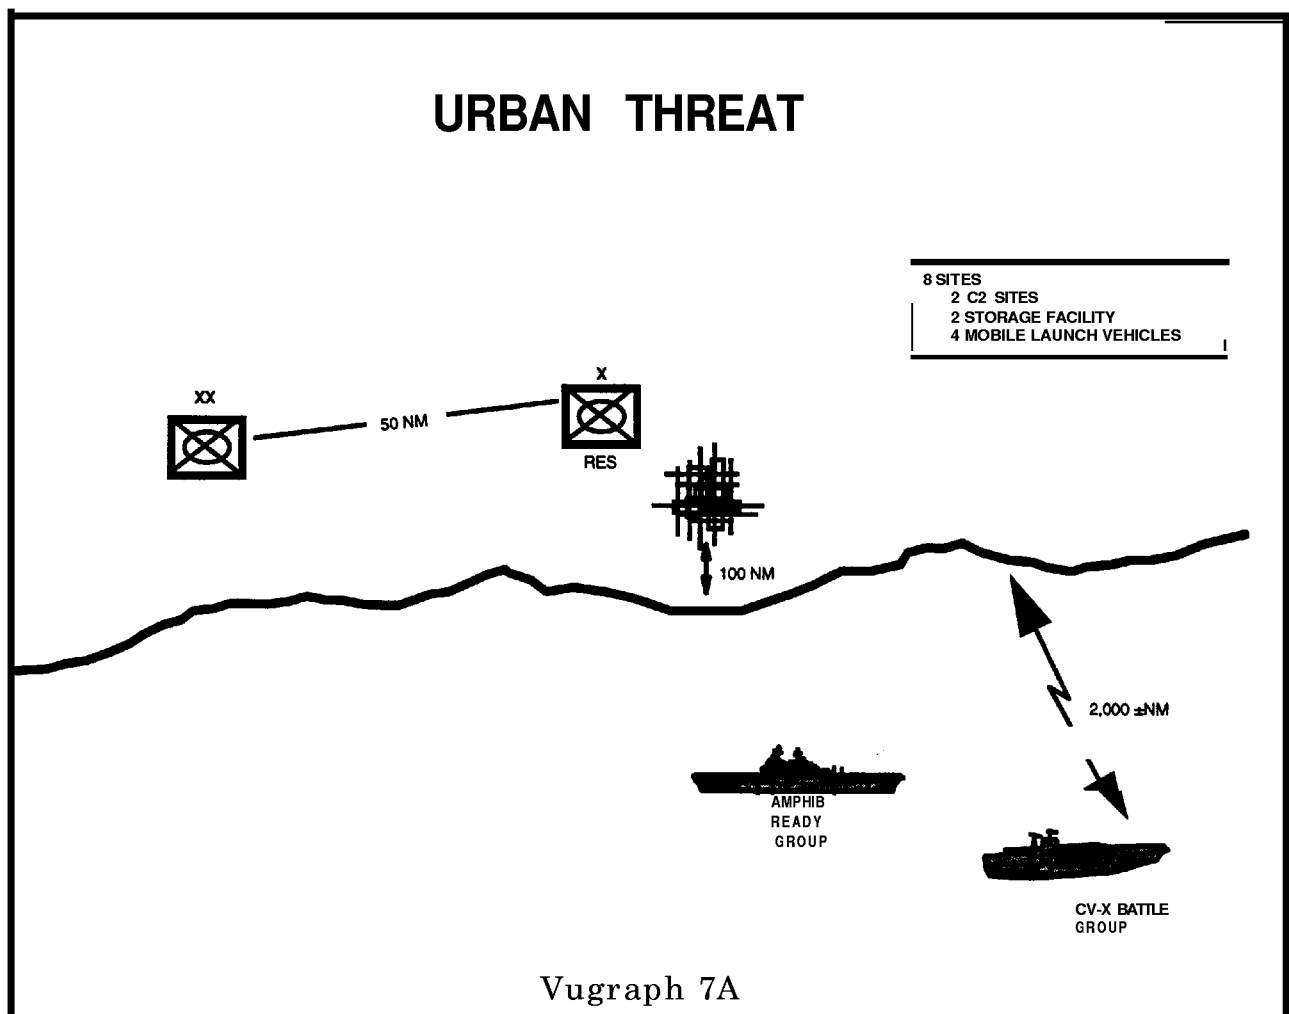 URBAN THREAT
8 SITES
2 C2 SITES
2 STORAGE FACILITY
4 MOBILE LAUNCH VEHICLES
XX
X
50 NM
RES
100 NM
2,000 ±NM
AMPHIB
READY
GROUP
CV-X BATTLE
GROUP
Vugraph 7A